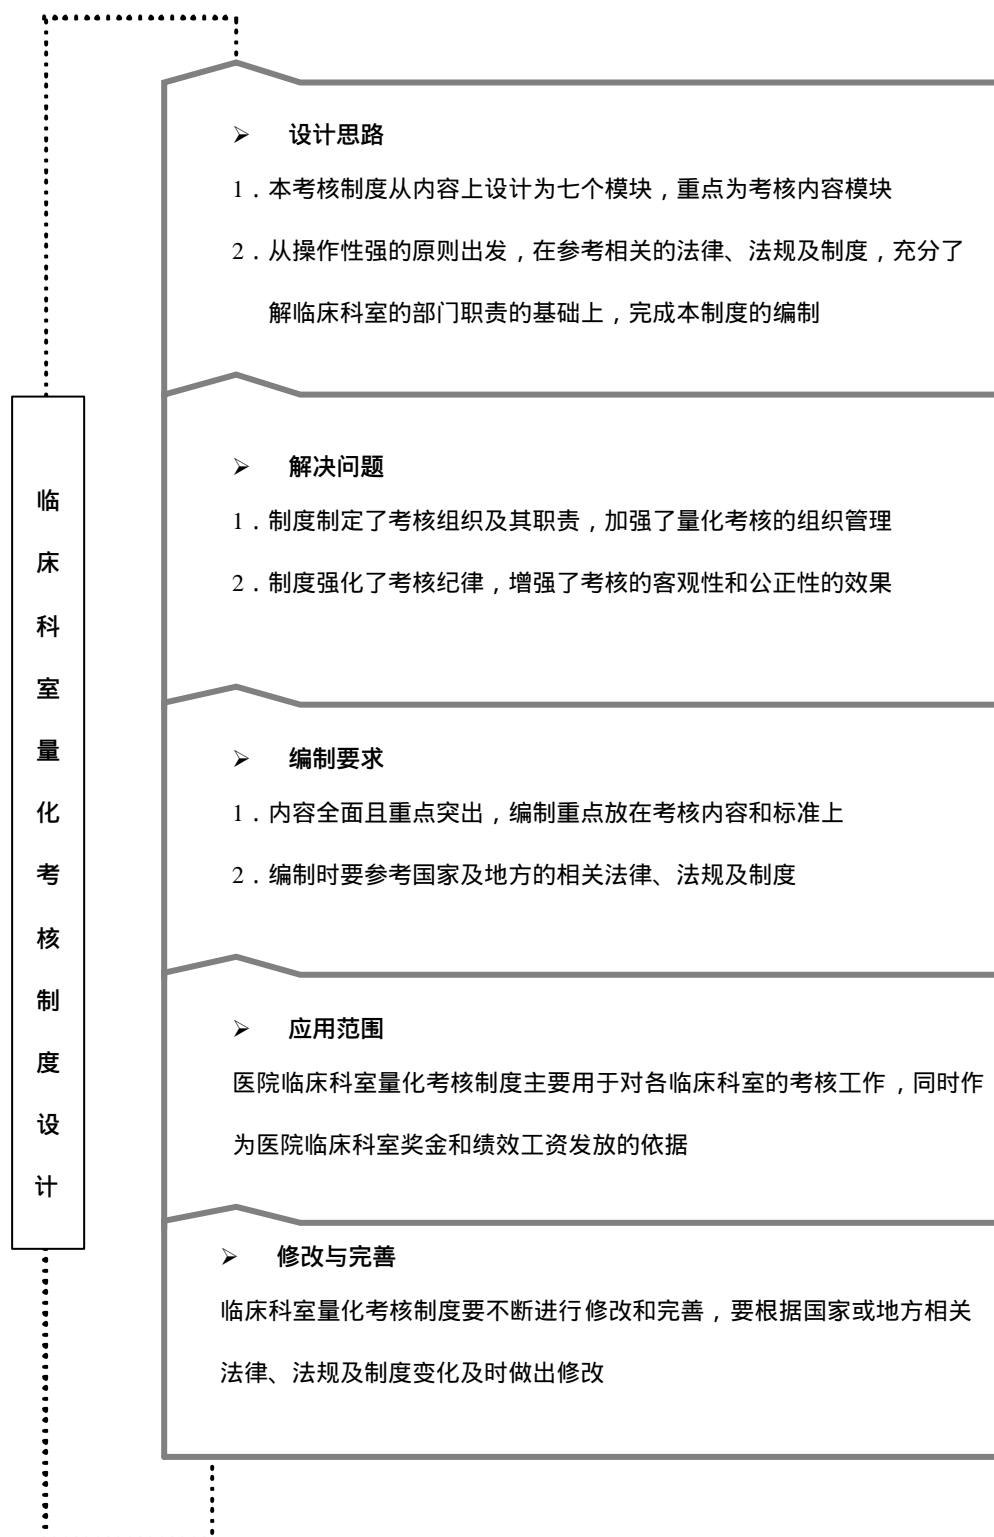 临床科室量化考核制度设计
➢ 设计思路
1．本考核制度从内容上设计为七个模块，重点为考核内容模块
2．从操作性强的原则出发，在参考相关的法律、法规及制度，充分了
解临床科室的部门职责的基础上，完成本制度的编制
➢ 解决问题
1．制度制定了考核组织及其职责，加强了量化考核的组织管理
2．制度强化了考核纪律，增强了考核的客观性和公正性的效果
➢ 编制要求
1．内容全面且重点突出，编制重点放在考核内容和标准上
2．编制时要参考国家及地方的相关法律、法规及制度
➢ 应用范围
医院临床科室量化考核制度主要用于对各临床科室的考核工作，同时作
为医院临床科室奖金和绩效工资发放的依据
➢ 修改与完善
临床科室量化考核制度要不断进行修改和完善，要根据国家或地方相关
法律、法规及制度变化及时做出修改